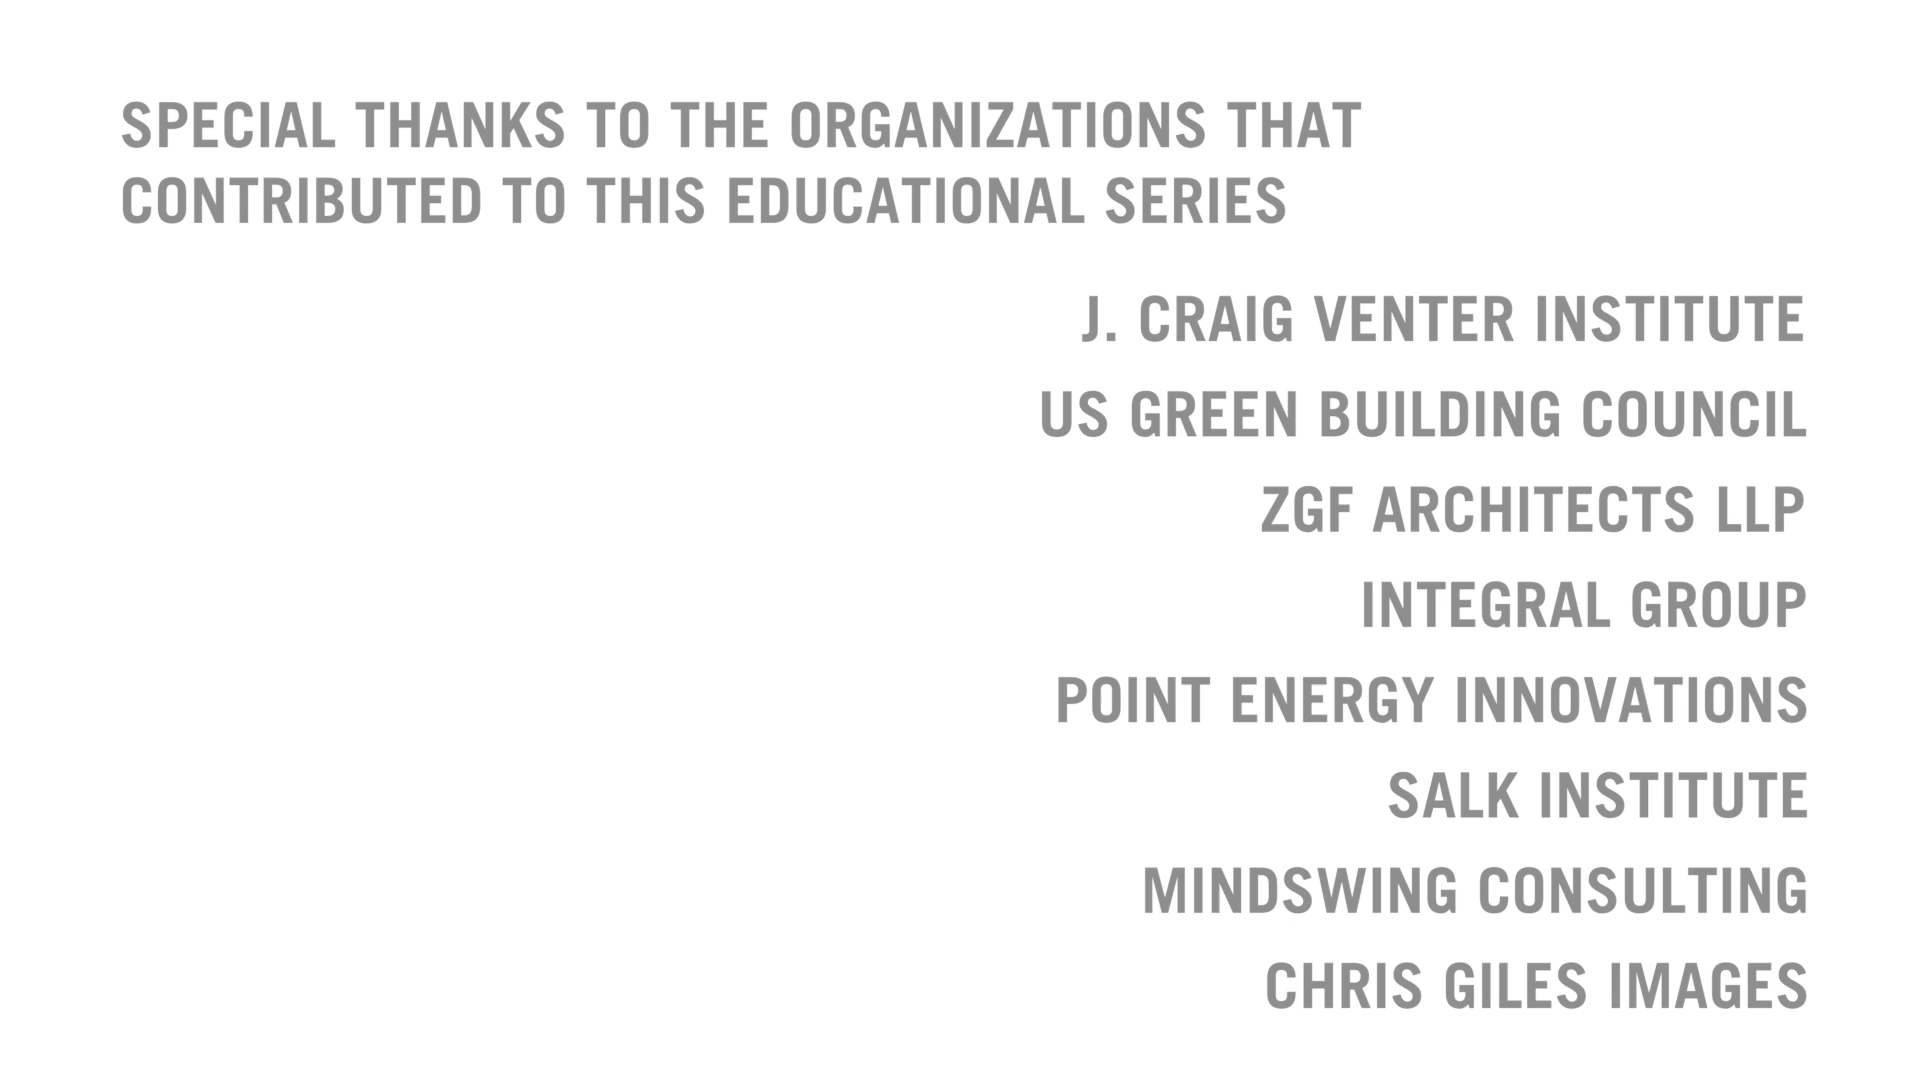 SPECIAL THANKS TO THE ORGANIZATIONS THAT
CONTRIBUTED TO THIS EDUCATIONAL SERIES
J. CRAIG VENTER INSTITUTE
US GREEN BUILDING COUNCIL
ZGF ARCHITECTS LLP
INTEGRAL GROUP
POINT ENERGY INNOVATIONS
SALK INSTITUTE
MINDSWING CONSULTING
CHRIS GILES IMAGES